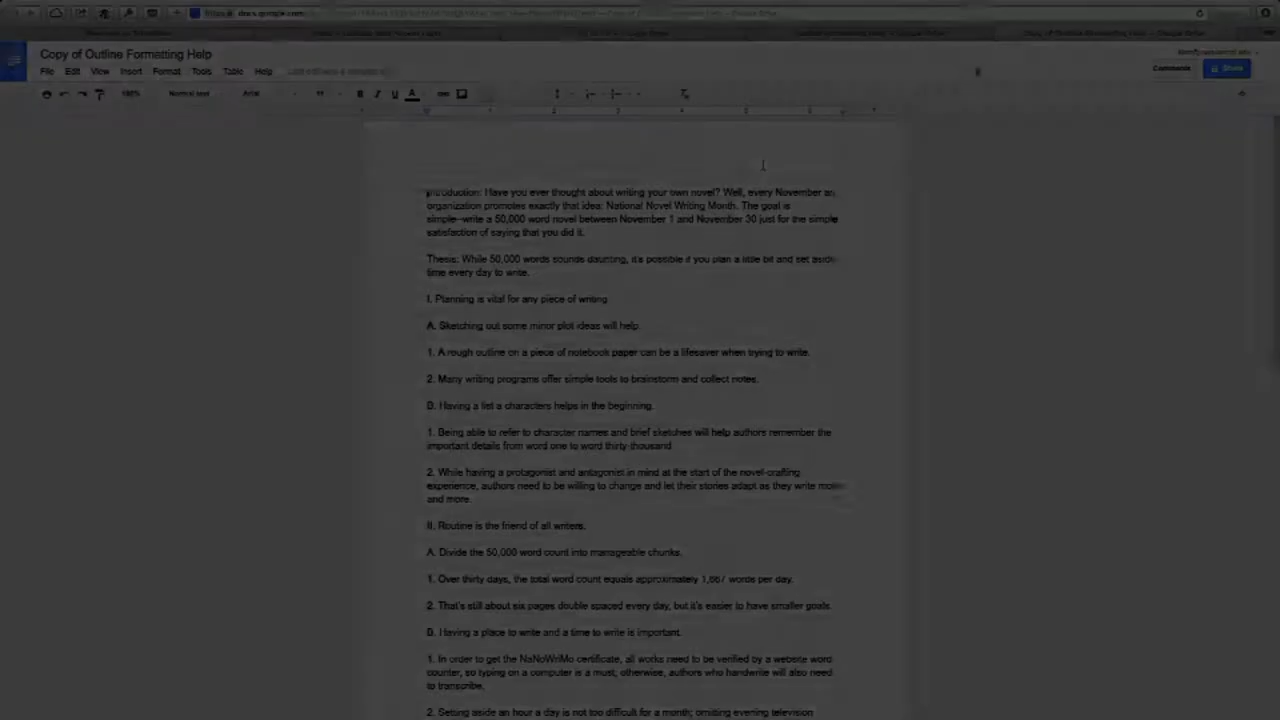 docs.google.com
Copy of Outline Formatting Help
File Edit View Insert Format Tools Table Help
Comments Share
100% Normal text Arial 11 B I U A
Introduction: Have you ever thought about writing your own novel? Well, every November an
organization promotes exactly that idea: National Novel Writing Month. The goal is
simple--write a 50,000 word novel between November 1 and November 30 just for the simple
satisfaction of saying that you did it.
Thesis: While 50,000 words sounds daunting, it's possible if you plan a little bit and set aside
time every day to write.
I. Planning is vital for any piece of writing.
A. Sketching out some minor plot ideas will help.
1. A rough outline on a piece of notebook paper can be a lifesaver when trying to write.
2. Many writing programs offer simple tools to brainstorm and collect notes.
B. Having a list a characters helps in the beginning.
1. Being able to refer to character names and brief sketches will help authors remember the
important details from word one to word thirty-thousand
2. While having a protagonist and antagonist in mind at the start of the novel-crafting
experience, authors need to be willing to change and let their stories adapt as they write more
and more.
II. Routine is the friend of all writers.
A. Divide the 50,000 word count into manageable chunks.
1. Over thirty days, the total word count equals approximately 1,667 words per day.
2. That's still about six pages double spaced every day, but it's easier to have smaller goals.
B. Having a place to write and a time to write is important.
1. In order to get the NaNoWriMo certificate, all works need to be verified by a website word
counter, so typing on a computer is a must; otherwise, authors who handwrite will also need
to transcribe.
2. Setting aside an hour a day is not too difficult for a month; omitting evening television